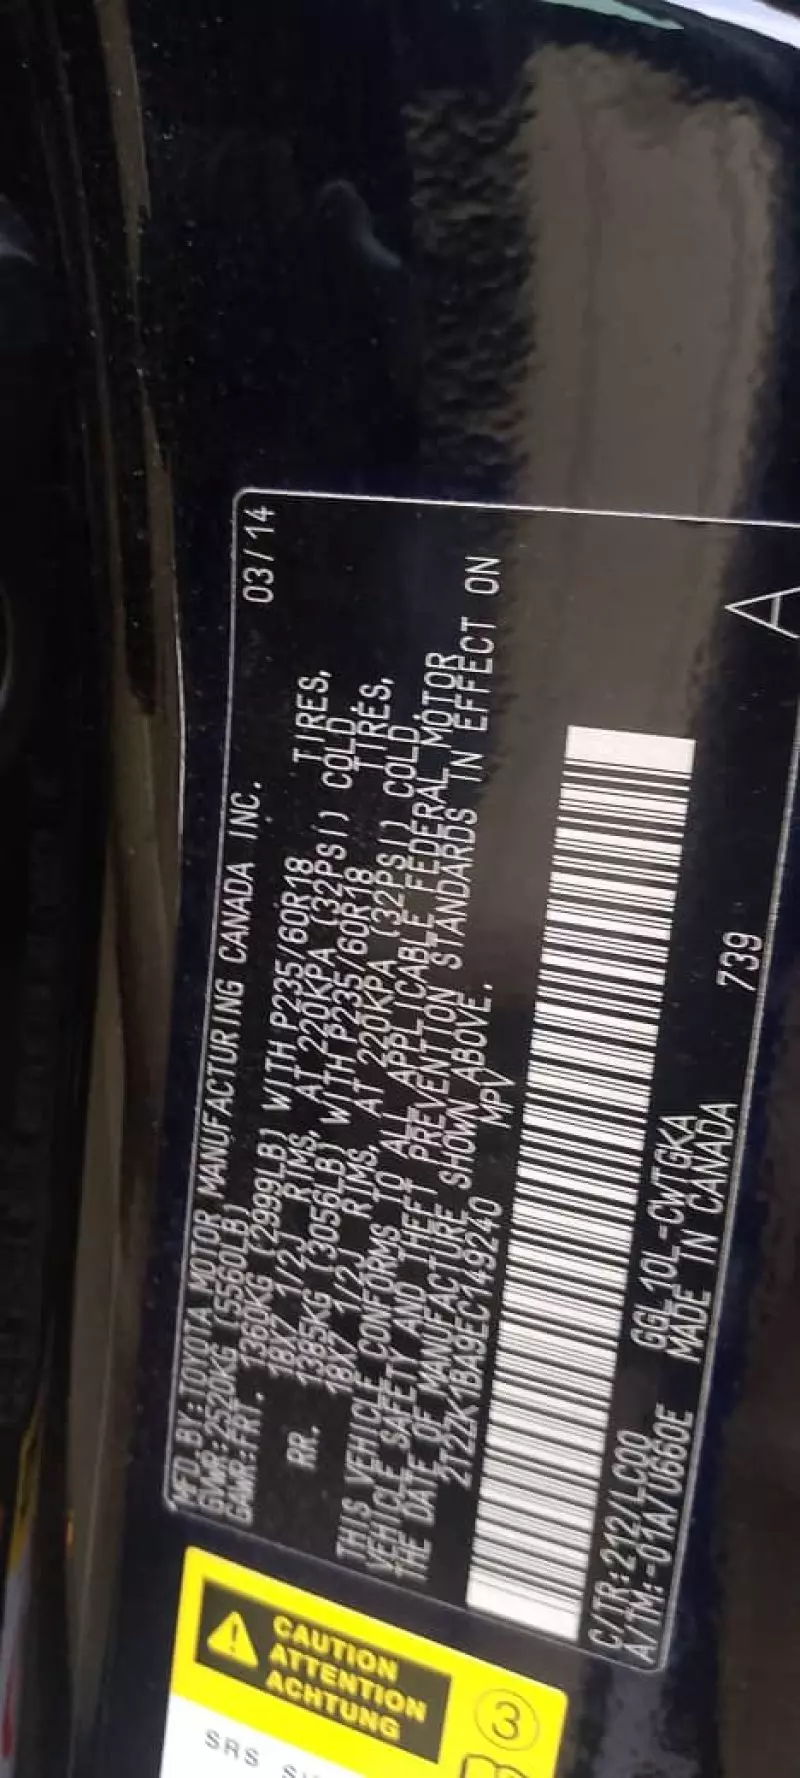 MFD.BY:TOYOTA MOTOR MANUFACTURING CANADA INC. 03/14
GVWR:2520KG (5560LB)
GAWR:FRT. 1360KG (2999LB) WITH P235/60R18 TIRES,
18X7 1/2J RIMS, AT 220KPA (32PSI) COLD.
RR. 1385KG (3056LB) WITH P235/60R18 TIRES,
18X7 1/2J RIMS, AT 220KPA (32PSI) COLD.
THIS VEHICLE CONFORMS TO ALL APPLICABLE FEDERAL MOTOR
VEHICLE SAFETY AND THEFT PREVENTION STANDARDS IN EFFECT ON
THE DATE OF MANUFACTURE SHOWN ABOVE.
2T2ZK1BA9EC149240 MPV
C/TR:212/LC00 GGL10L-CWTGKA
A/TM:-01A/U660E MADE IN CANADA 739
A
CAUTION
ATTENTION
ACHTUNG
3
SRS